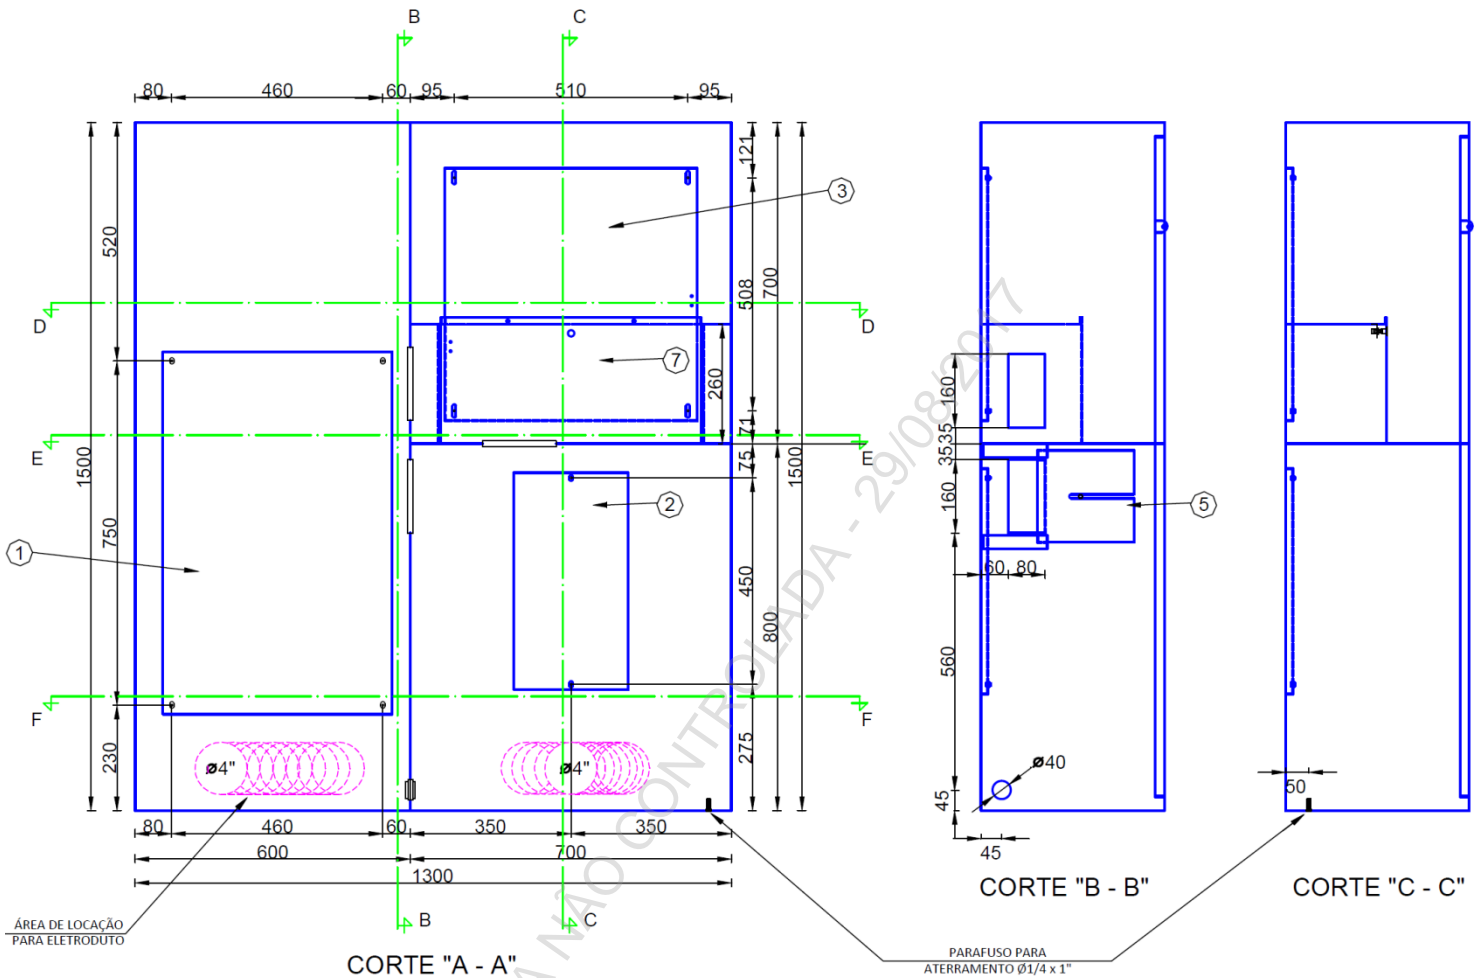 B
C
80
460
60
95
510
95
121
3
520
508
700
D
D
7
260
160
71
35
E
E
1500
75
1500
35
2
5
160
750
1
450
60
80
800
560
F
F
230
Ø4"
Ø4"
275
Ø40
50
45
80
460
60
350
350
45
600
700
1300
CORTE "B - B"
CORTE "C - C"
B
C
ÁREA DE LOCAÇÃO
PARA ELETRODUTO
CORTE "A - A"
PARAFUSO PARA
ATERRAMENTO Ø1/4 x 1"
A NÃO CONTROLADA - 29/08/2017